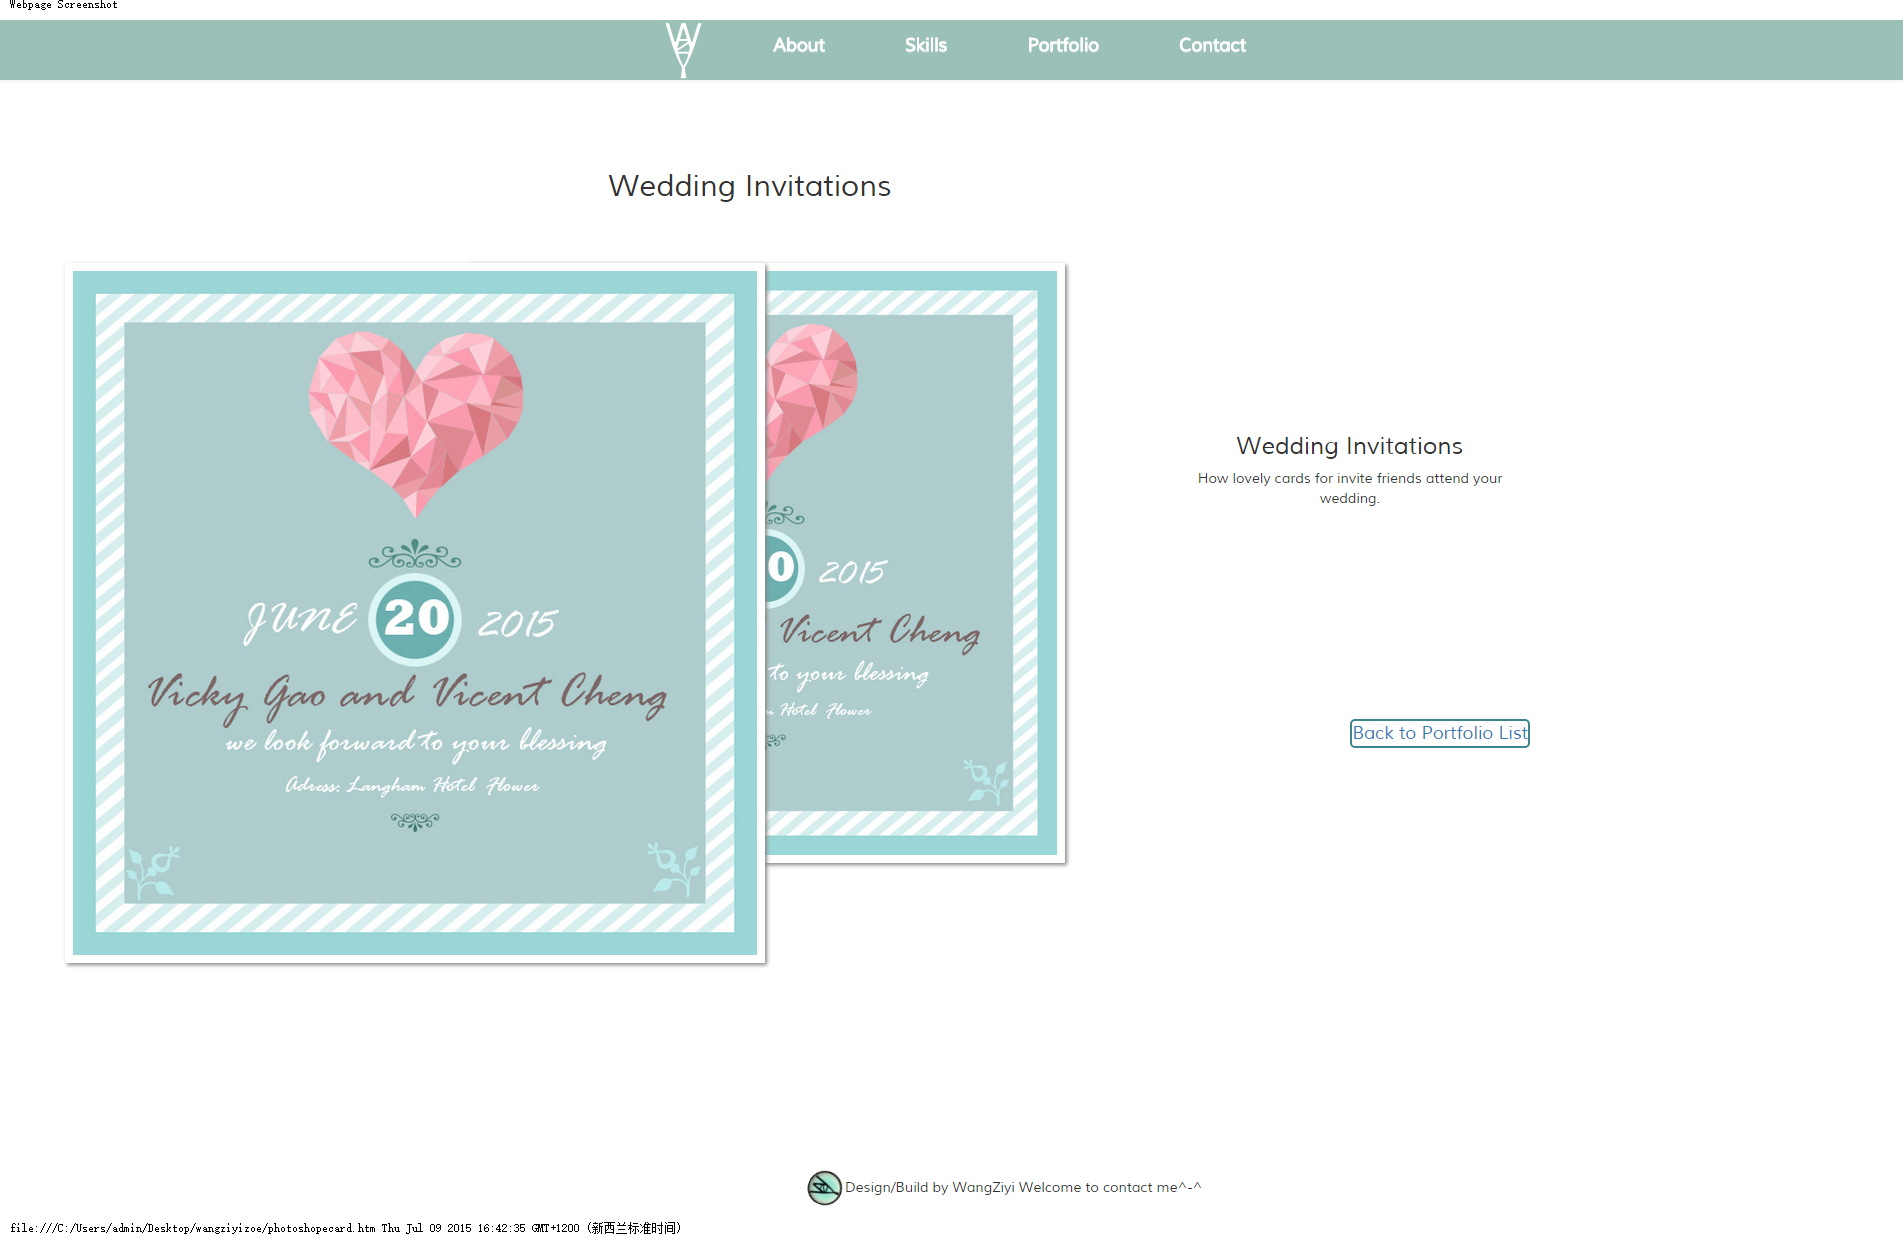 Webpage Screenshot
About Skills Portfolio Contact
Wedding Invitations
JUNE 20 2015
Vicky Gao and Vicent Cheng
we look forward to your blessing
Adress: Langham Hotel Flower
0 2015
Vicent Cheng
to your blessing
Hotel Flower
Wedding Invitations
How lovely cards for invite friends attend your
wedding.
Back to Portfolio List
Design/Build by WangZiyi Welcome to contact me^-^
file:///C:/Users/admin/Desktop/wangziyizoe/photoshopecard.htm Thu Jul 09 2015 16:42:35 GMT+1200 (新西兰标准时间)